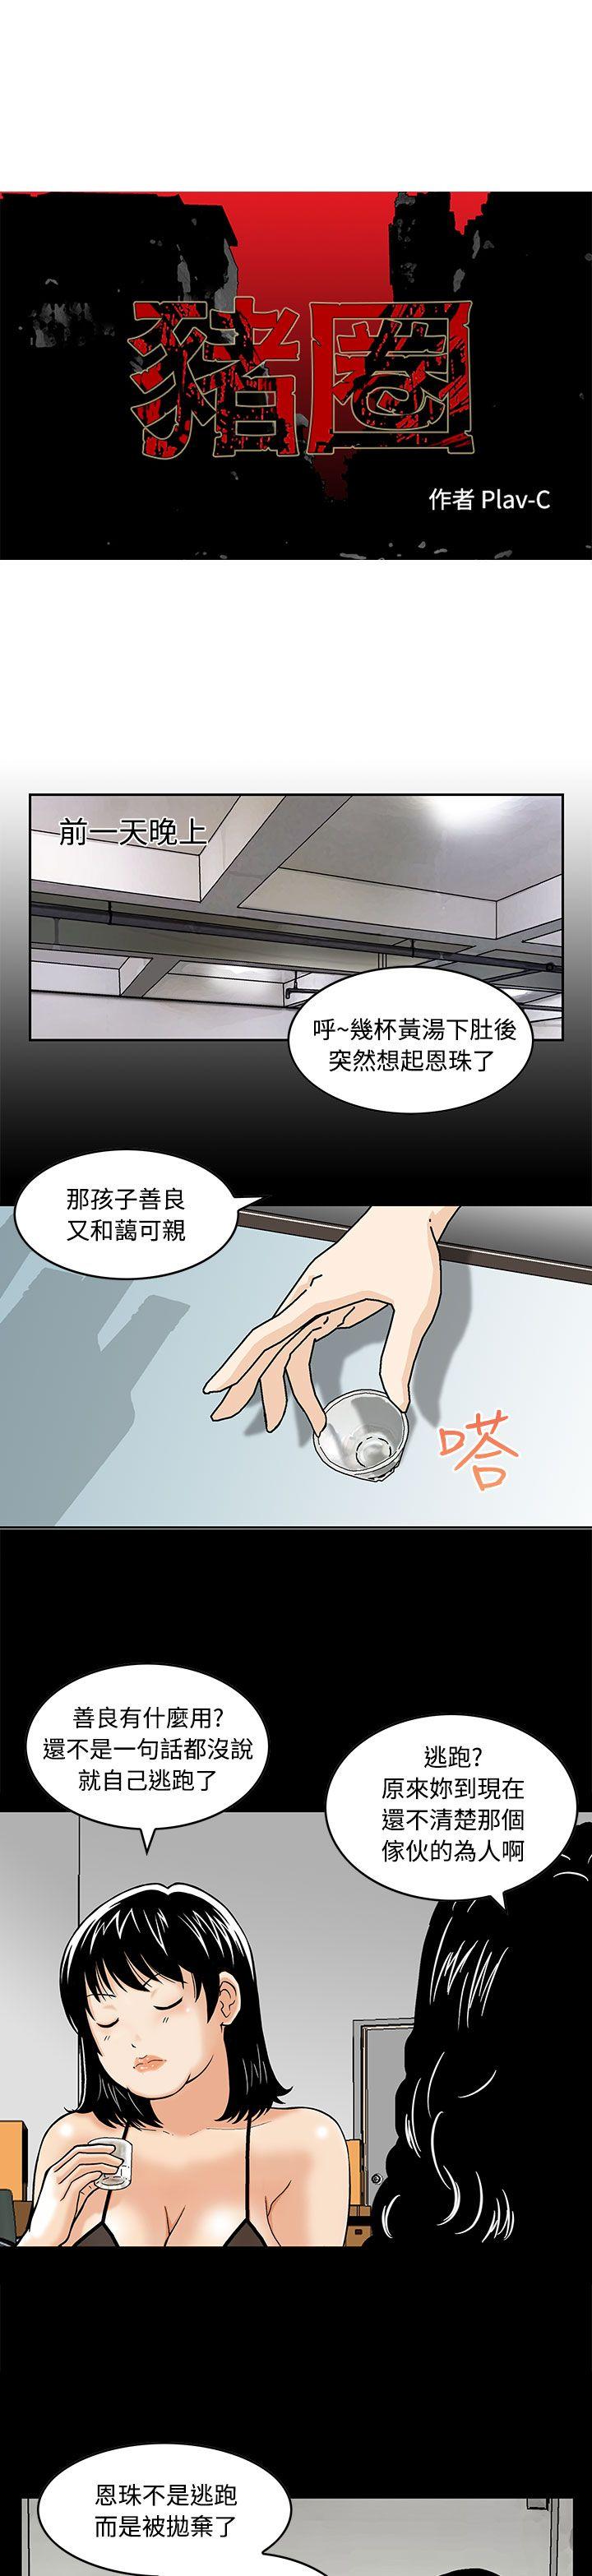 豬圈
作者 Plav-C
前一天晚上
呼~幾杯黃湯下肚後
突然想起恩珠了
那孩子善良
又和藹可親
嗒
善良有什麼用?
還不是一句話都沒說
就自己逃跑了
逃跑?
原來妳到現在
還不清楚那個
傢伙的為人啊
恩珠不是逃跑
而是被拋棄了